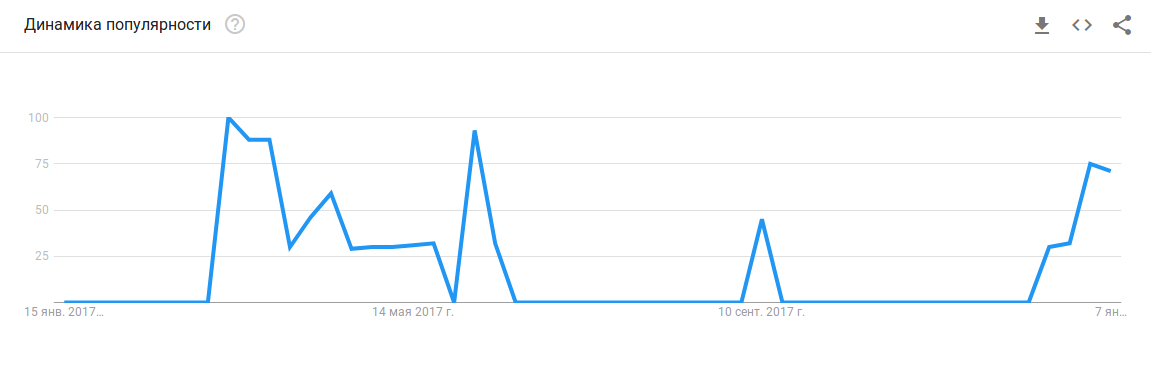 Динамика популярности ?
100
75
50
25
15 янв. 2017…
14 мая 2017 г.
10 сент. 2017 г.
7 ян…